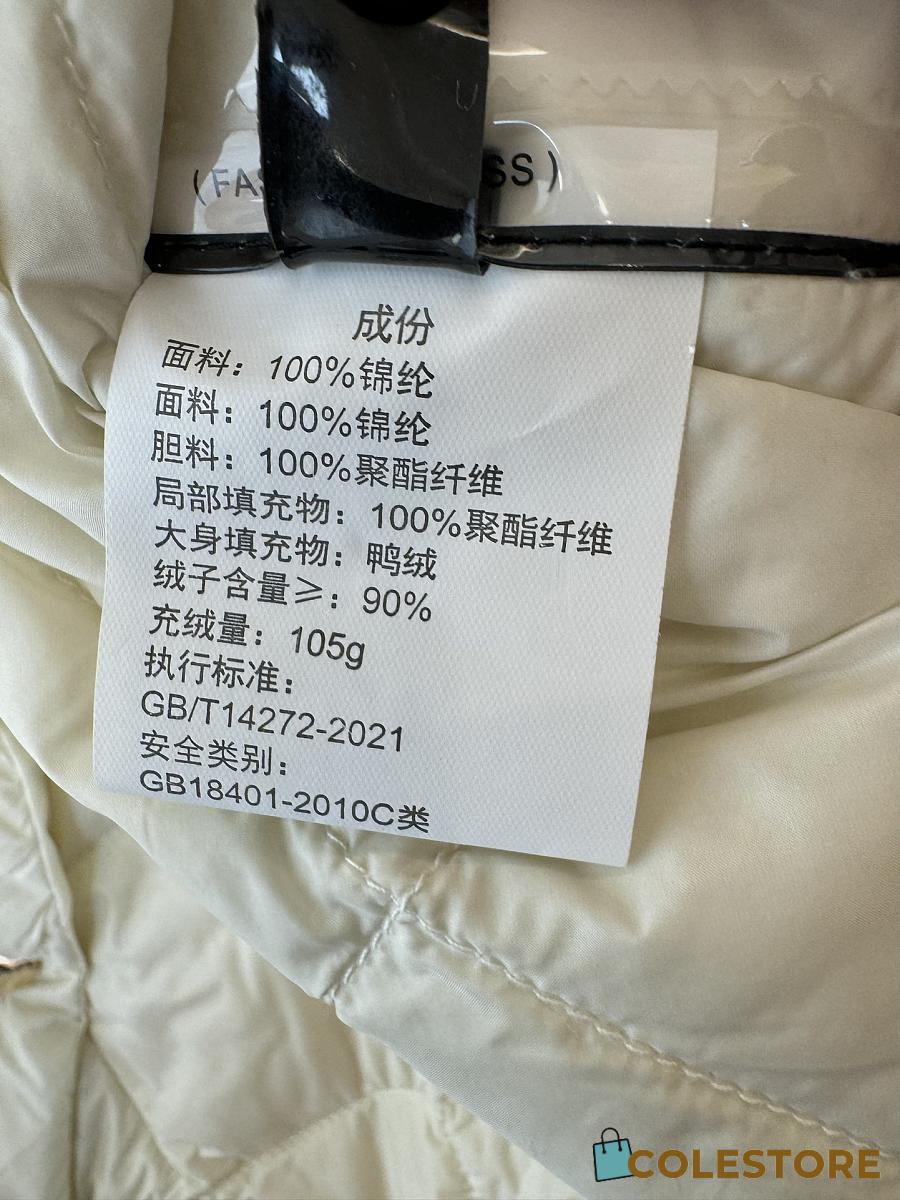 成份
面料：100%锦纶
面料：100%锦纶
胆料：100%聚酯纤维
局部填充物：100%聚酯纤维
大身填充物：鸭绒
绒子含量≥：90%
充绒量：105g
执行标准：
GB/T14272-2021
安全类别：
GB18401-2010C类
COLESTORE